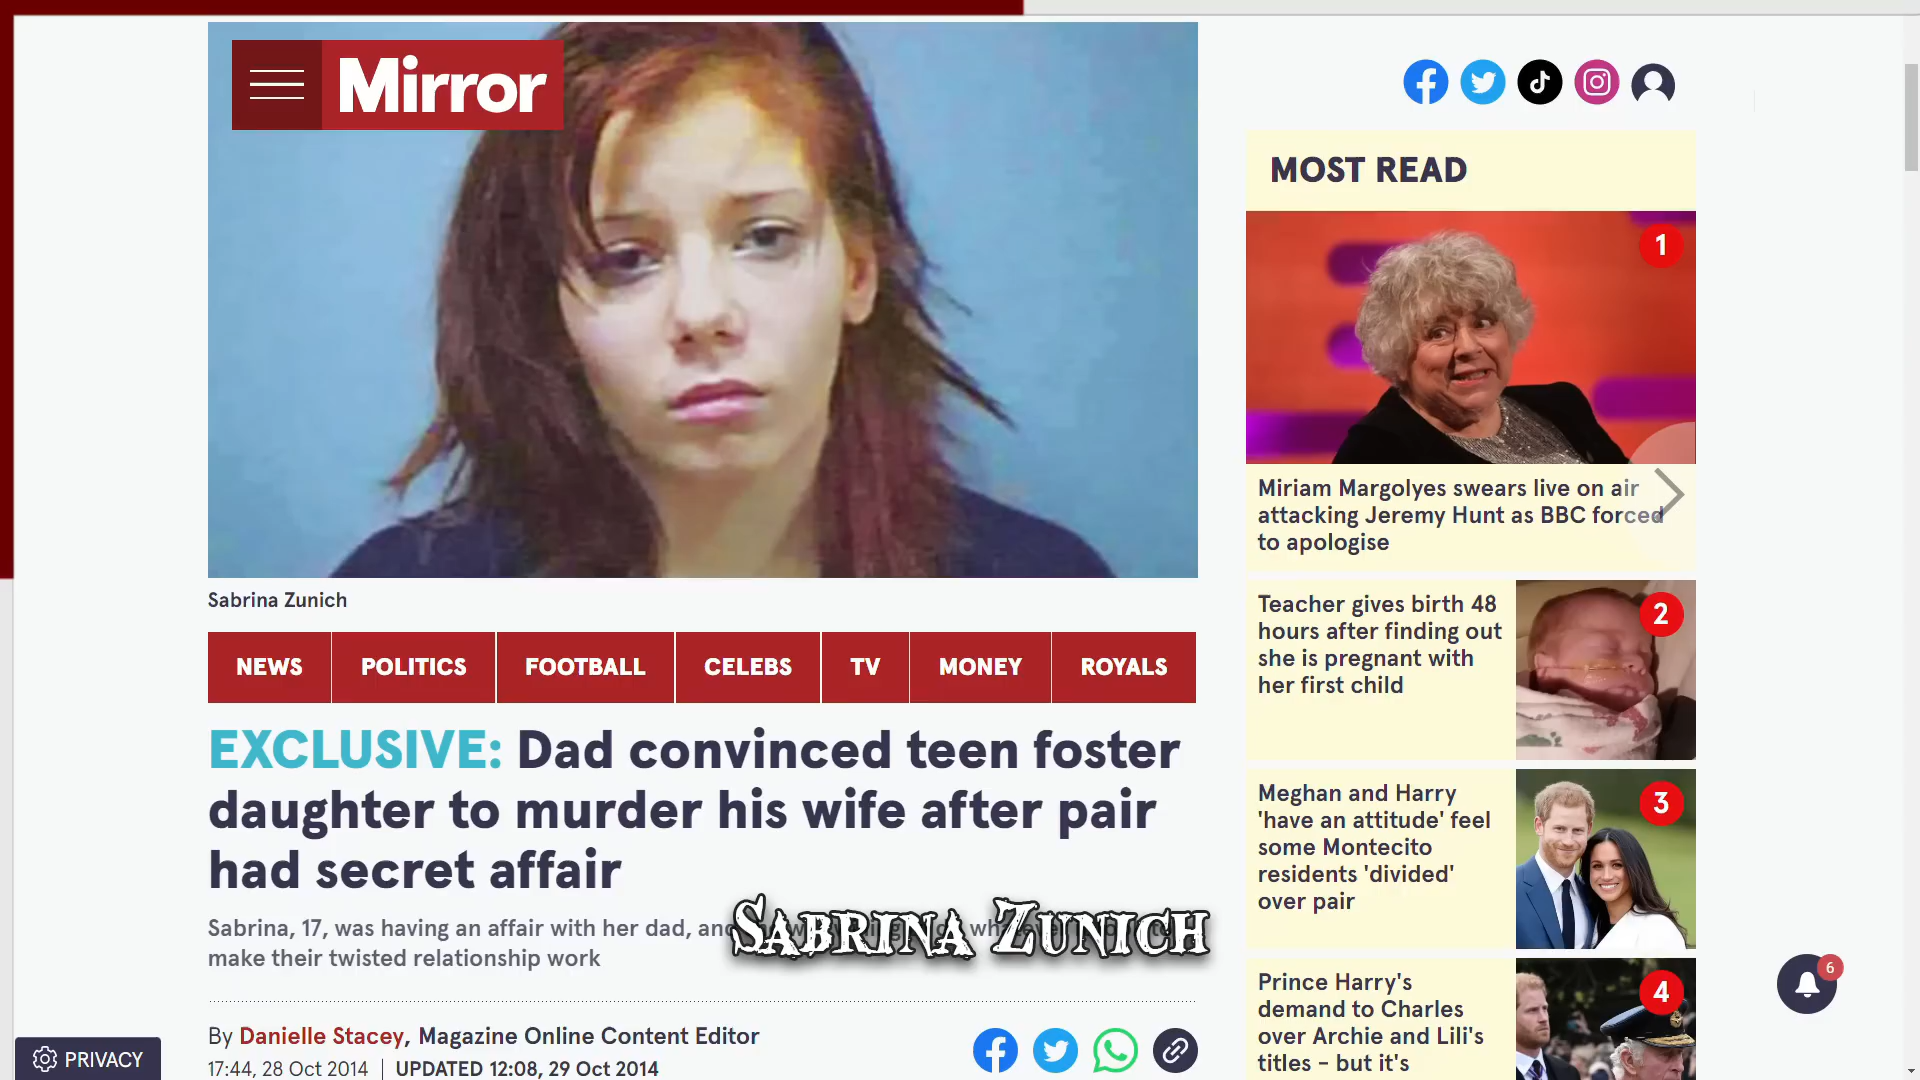 Mirror
Sabrina Zunich
NEWS POLITICS FOOTBALL CELEBS TV MONEY ROYALS
EXCLUSIVE: Dad convinced teen foster
daughter to murder his wife after pair
had secret affair
Sabrina, 17, was having an affair with her dad, and
make their twisted relationship work
SABRINA ZUNICH
By Danielle Stacey, Magazine Online Content Editor
17:44, 28 Oct 2014 | UPDATED 12:08, 29 Oct 2014
PRIVACY
MOST READ
1
Miriam Margolyes swears live on air
attacking Jeremy Hunt as BBC forced
to apologise
Teacher gives birth 48
hours after finding out
she is pregnant with
her first child
2
Meghan and Harry
'have an attitude' feel
some Montecito
residents 'divided'
over pair
3
Prince Harry's
demand to Charles
over Archie and Lili's
titles - but it's
4
6